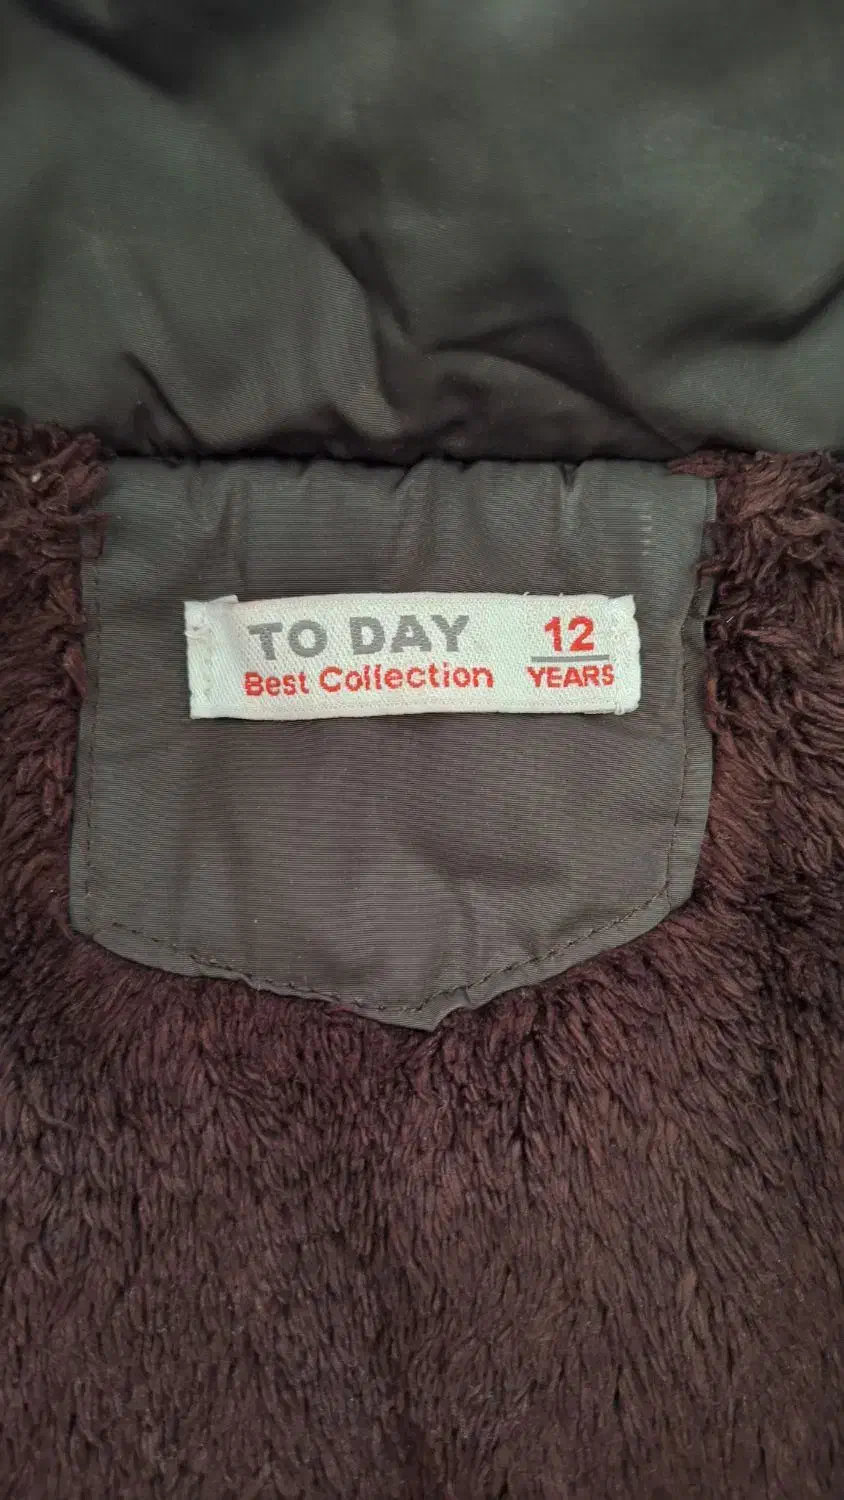 TO DAY
Best Collection
12
YEARS